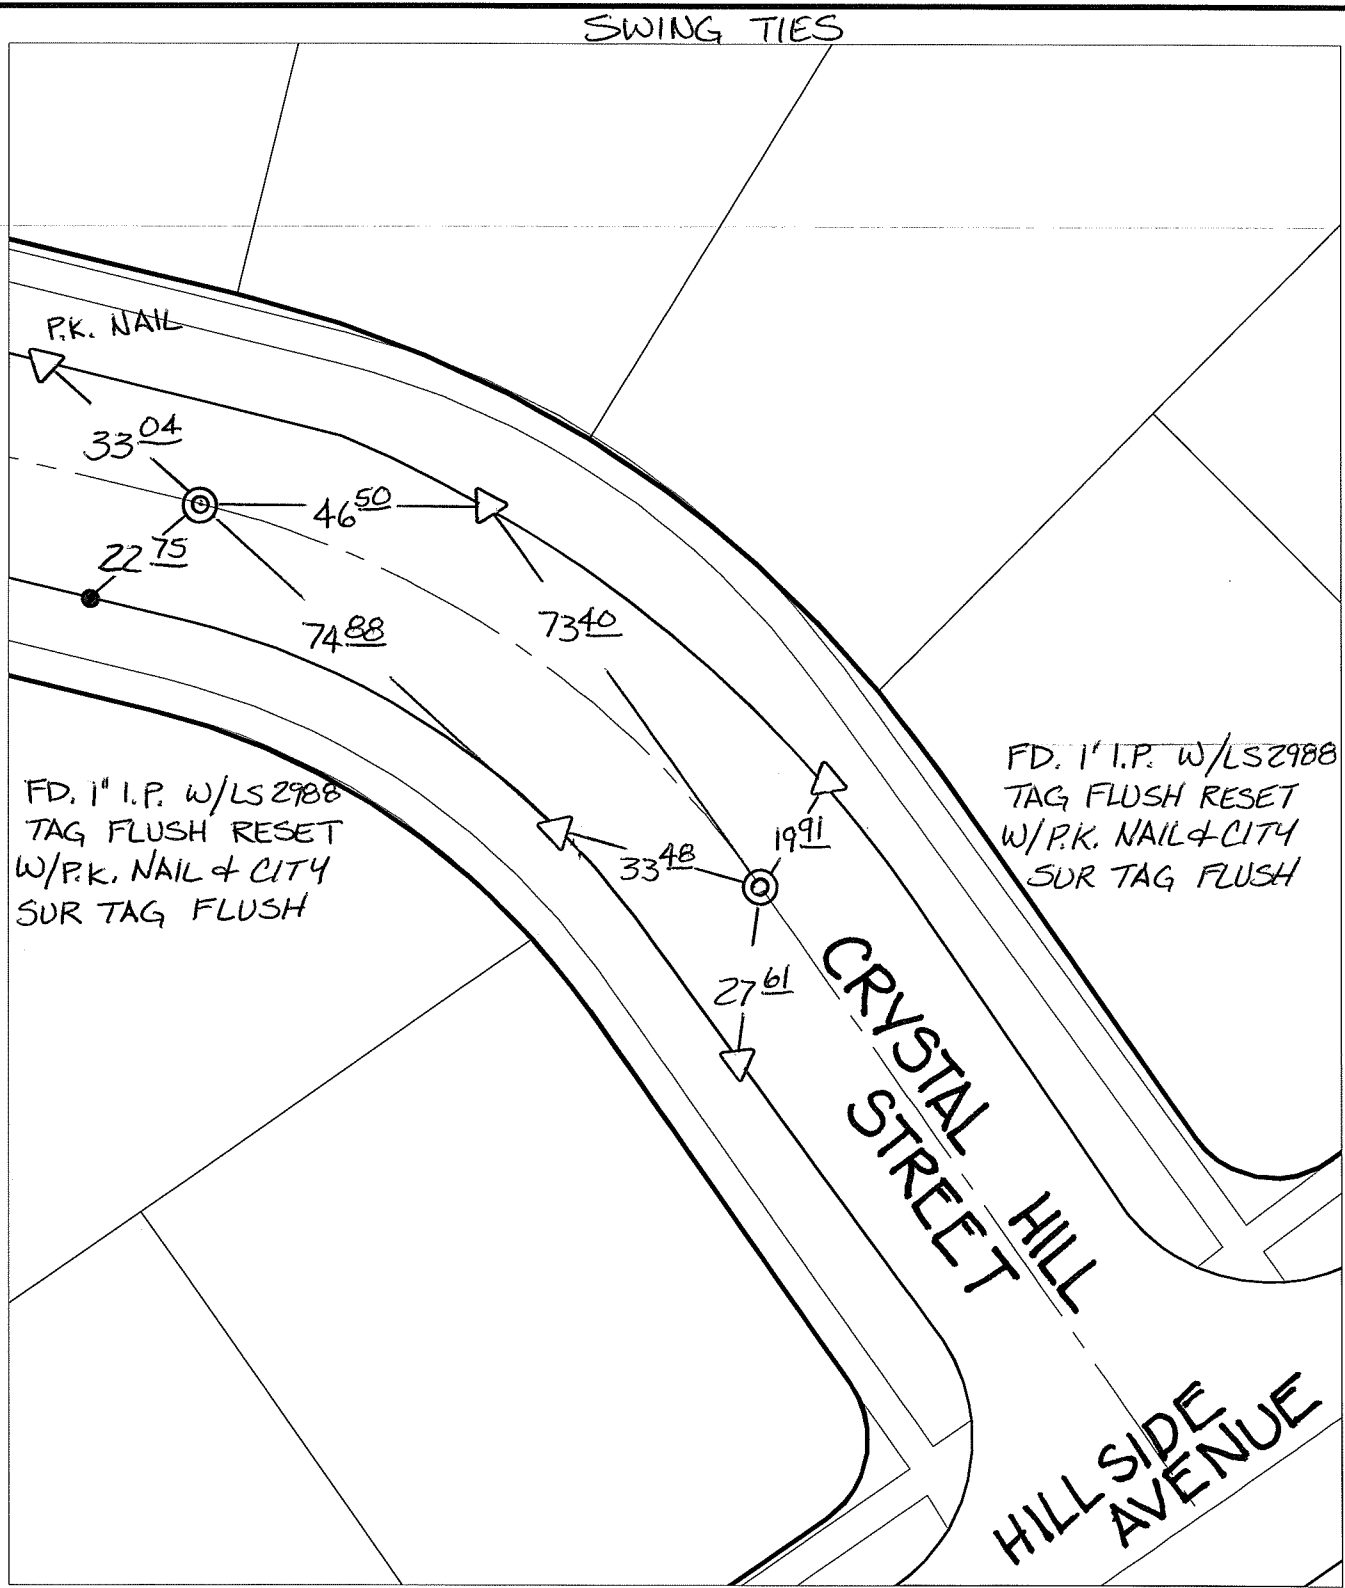 SWING TIES
P.K. NAIL
33 04
46 50
22 75
74 88
73 40
FD. 1" I.P. W/LS 2988
TAG FLUSH RESET
W/P.K. NAIL & CITY
SUR TAG FLUSH
FD. 1" I.P. W/LS2988
TAG FLUSH RESET
W/P.K. NAIL & CITY
SUR TAG FLUSH
19 91
33 48
27 61
CRYSTAL HILL
STREET
HILLSIDE
AVENUE